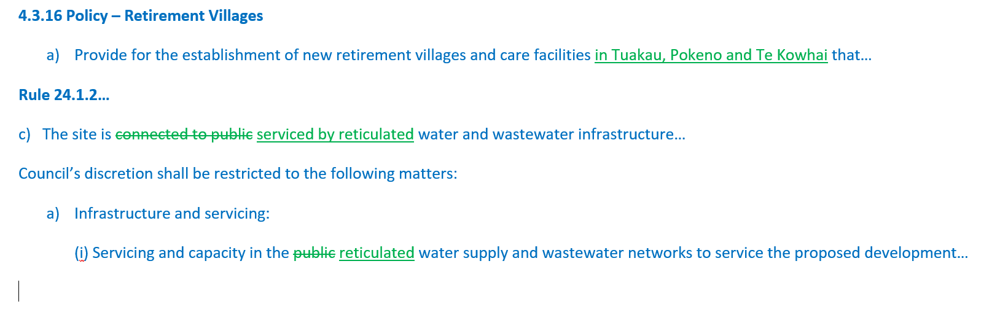 4.3.16 Policy – Retirement Villages
a) Provide for the establishment of new retirement villages and care facilities in Tuakau, Pokeno and Te Kowhai that...
Rule 24.1.2...
c) The site is connected to public serviced by reticulated water and wastewater infrastructure...
Council’s discretion shall be restricted to the following matters:
a) Infrastructure and servicing:
(i) Servicing and capacity in the public reticulated water supply and wastewater networks to service the proposed development...